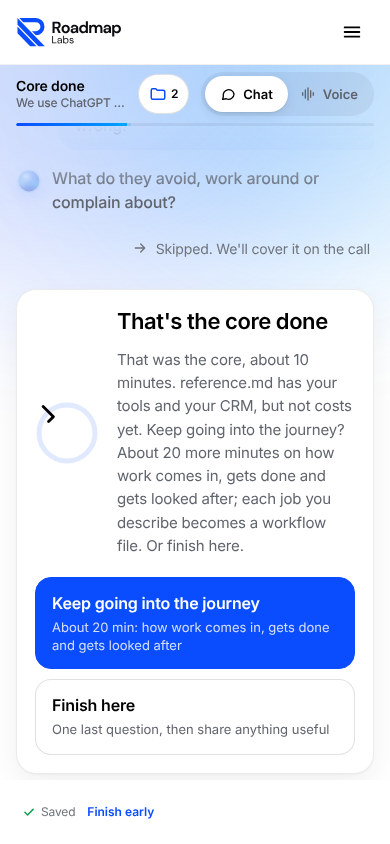 Roadmap
Labs
Core done
We use ChatGPT ...
2
Chat
Voice
wrong?
What do they avoid, work around or
complain about?
→ Skipped. We'll cover it on the call
That's the core done
That was the core, about 10
minutes. reference.md has your
tools and your CRM, but not costs
yet. Keep going into the journey?
About 20 more minutes on how
work comes in, gets done and
gets looked after; each job you
describe becomes a workflow
file. Or finish here.
Keep going into the journey
About 20 min: how work comes in, gets done
and gets looked after
Finish here
One last question, then share anything useful
Saved Finish early